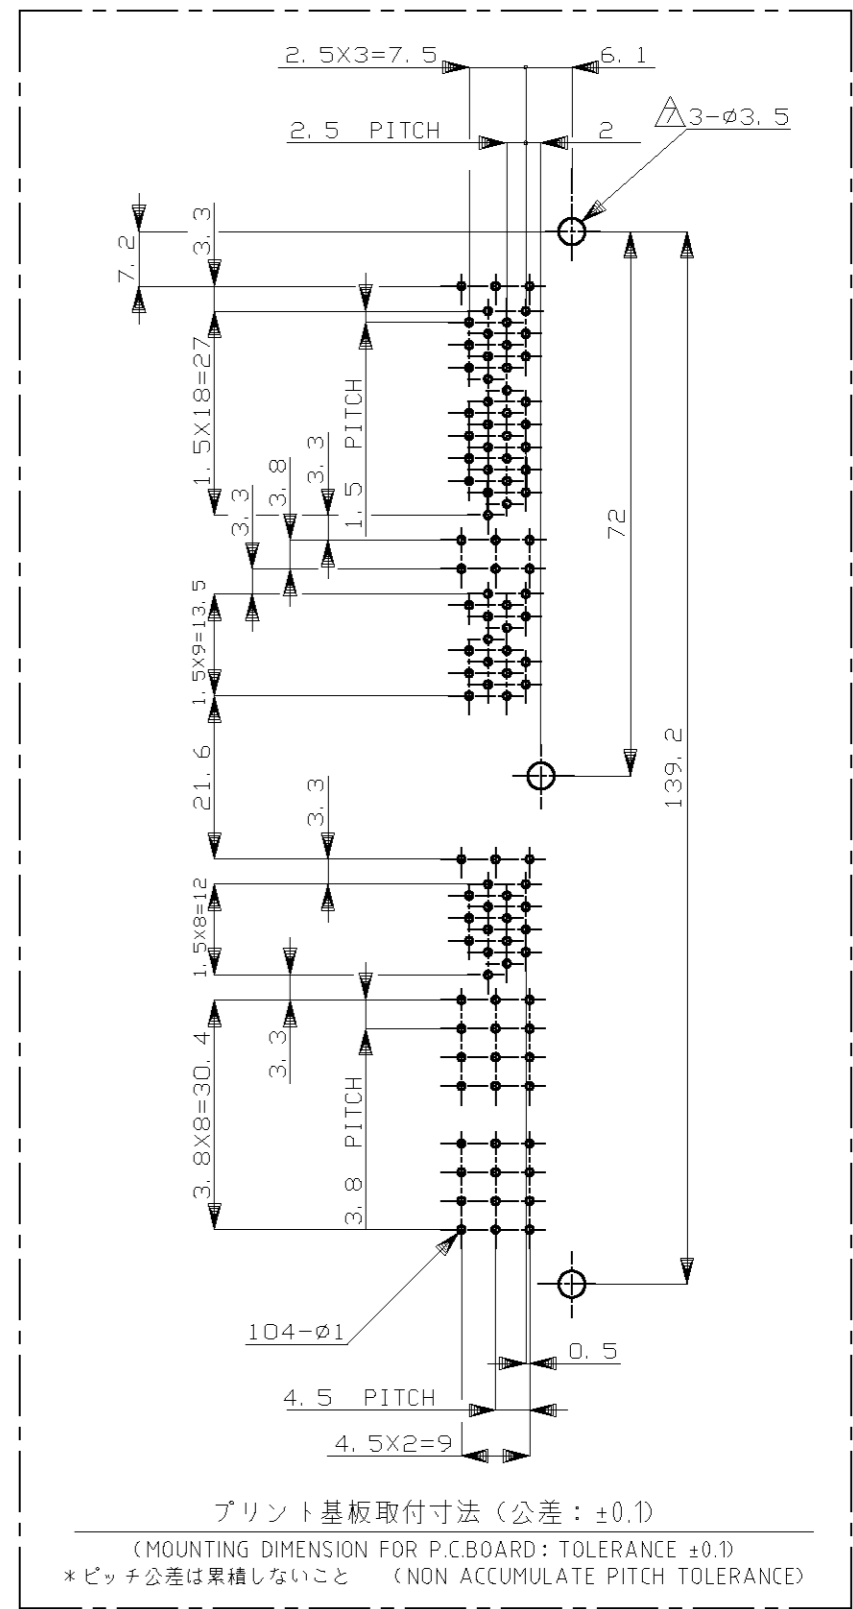 2.5X3=7.5
6.1
2.5 PITCH
2
7
3-φ3.5
7.2
3.3
1.5X18=27
1.5 PITCH
3.3
3.8
3.3
72
1.5X9=13.5
21.6
3.3
139.2
1.5X8=12
3.3
3.8X8=30.4
3.8 PITCH
104-φ1
0.5
4.5 PITCH
4.5X2=9
プリント基板取付寸法(公差:±0.1)
(MOUNTING DIMENSION FOR P.C.BOARD: TOLERANCE ±0.1)
*ピッチ公差は累積しないこと (NON ACCUMULATE PITCH TOLERANCE)